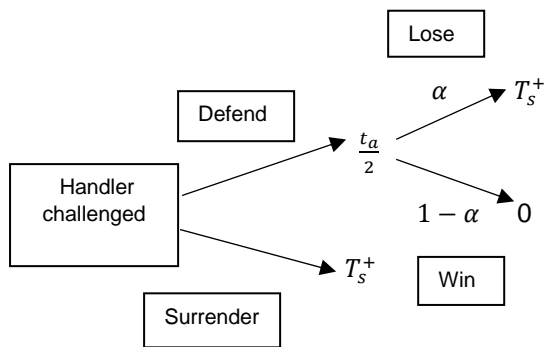 Lose
α
T_s^+
Defend
t_a/2
Handler
challenged
1 − α
0
T_s^+
Win
Surrender